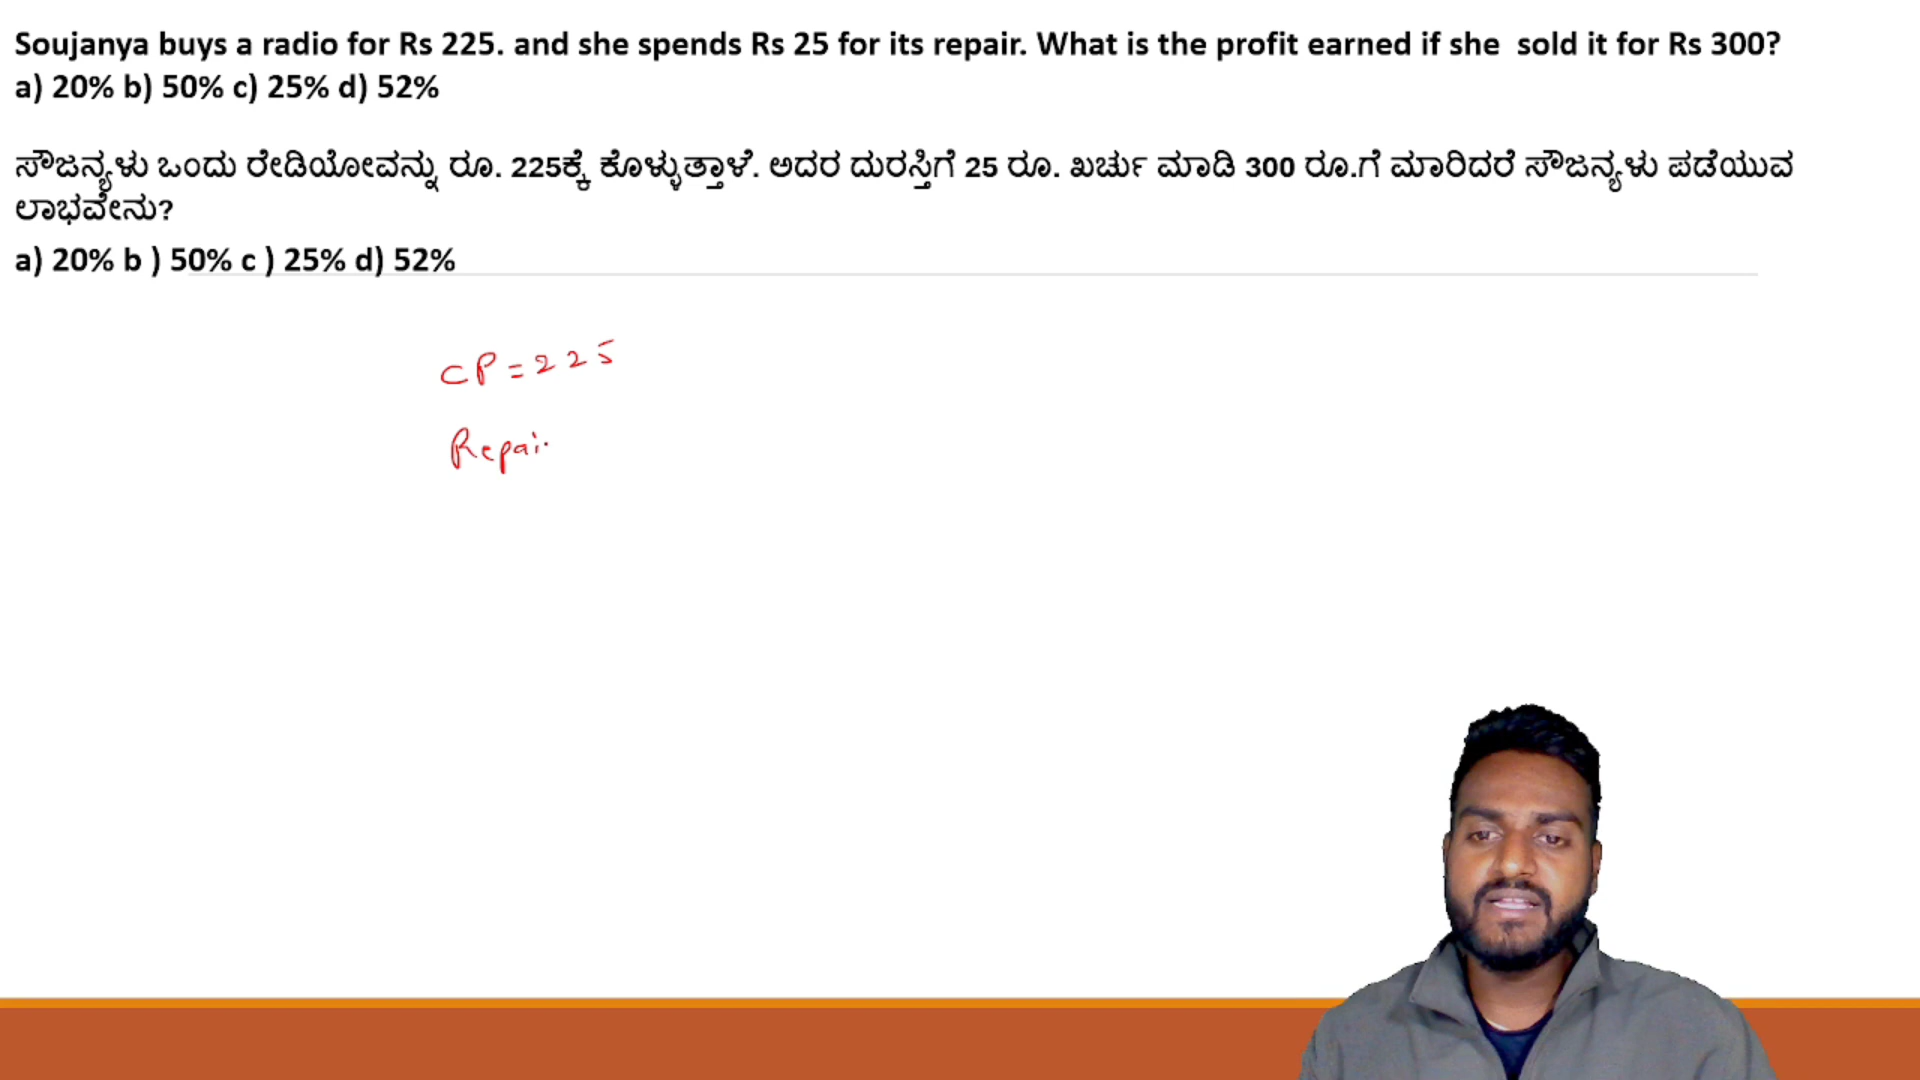 Soujanya buys a radio for Rs 225. and she spends Rs 25 for its repair. What is the profit earned if she sold it for Rs 300?
a) 20% b) 50% c) 25% d) 52%
ಸೌಜನ್ಯಳು ಒಂದು ರೇಡಿಯೋವನ್ನು ರೂ. 225ಕ್ಕೆ ಕೊಳ್ಳುತ್ತಾಳೆ. ಅದರ ದುರಸ್ತಿಗೆ 25 ರೂ. ಖರ್ಚು ಮಾಡಿ 300 ರೂ.ಗೆ ಮಾರಿದರೆ ಸೌಜನ್ಯಳು ಪಡೆಯುವ
ಲಾಭವೇನು?
a) 20% b ) 50% c ) 25% d) 52%
CP = 225
Repai